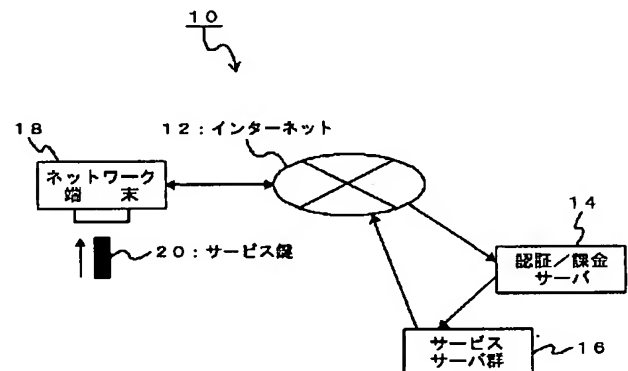 10
18
12:インターネット
ネットワーク
端 末
14
20:サービス錠
認証/課金
サーバ
サービス
サーバ群
16